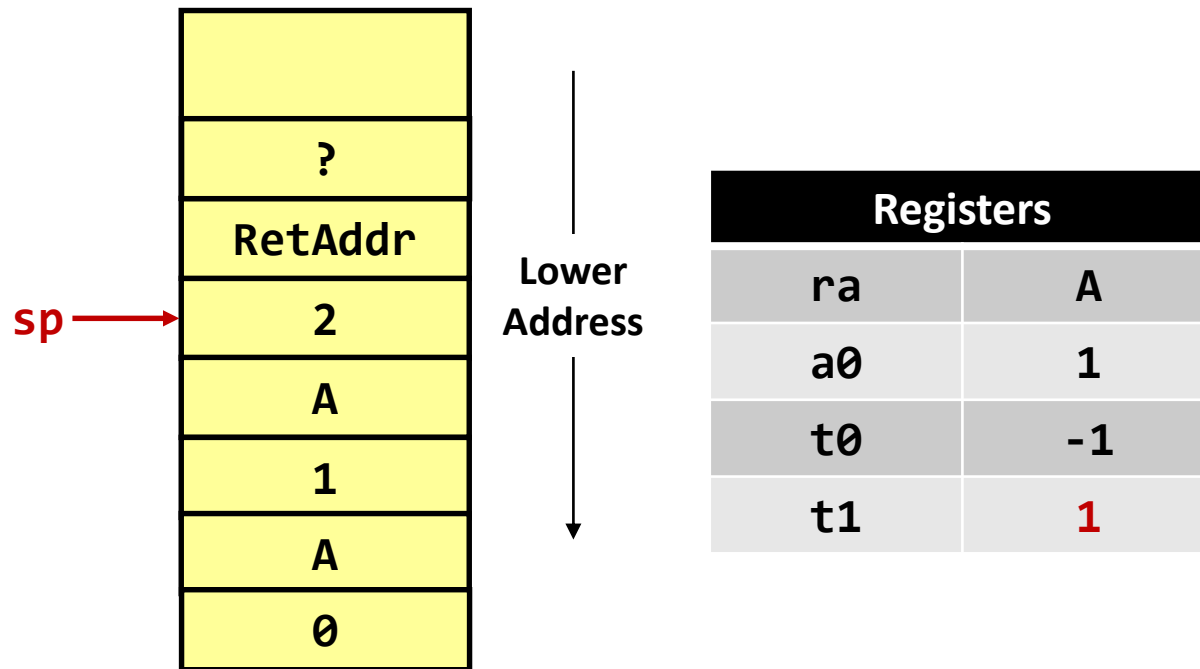 ?
RetAddr
sp
2
A
1
A
0
Lower
Address
Registers
ra A
a0 1
t0 -1
t1 1